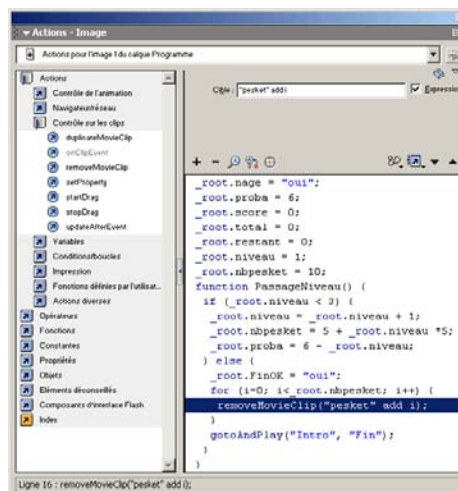 Actions - Image
Actions pour l'image 1 du calque Programme
Actions
Contrôle de l'animation
Navigateur/réseau
Contrôle sur les clips
duplicateMovieClip
onClipEvent
removeMovieClip
setProperty
startDrag
stopDrag
updateAfterEvent
Variables
Conditions/boucles
Impression
Fonctions définies par l'utilisat...
Actions diverses
Opérateurs
Fonctions
Constantes
Propriétés
Objets
Eléments déconseillés
Composants d'interface Flash
Index
Cible : "pesket" add i
Expression
_root.nage = "oui";
_root.proba = 6;
_root.score = 0;
_root.total = 0;
_root.restant = 0;
_root.niveau = 1;
_root.nbpesket = 10;
function PassageNiveau() {
if (_root.niveau < 3) {
_root.niveau = _root.niveau + 1;
_root.nbpesket = 5 + _root.niveau *5;
_root.proba = 6 - _root.niveau;
} else {
_root.FinOK = "oui";
for (i=0; i<_root.nbpesket; i++) {
removeMovieClip("pesket" add i);
}
gotoAndPlay("Intro", "Fin");
}
}
Ligne 16 : removeMovieClip("pesket" add i);